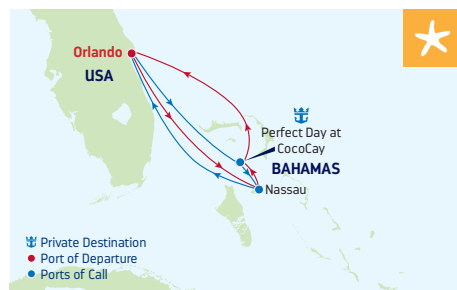 Orlando
USA
Perfect Day at
CocoCay
BAHAMAS
Nassau
Private Destination
Port of Departure
Ports of Call